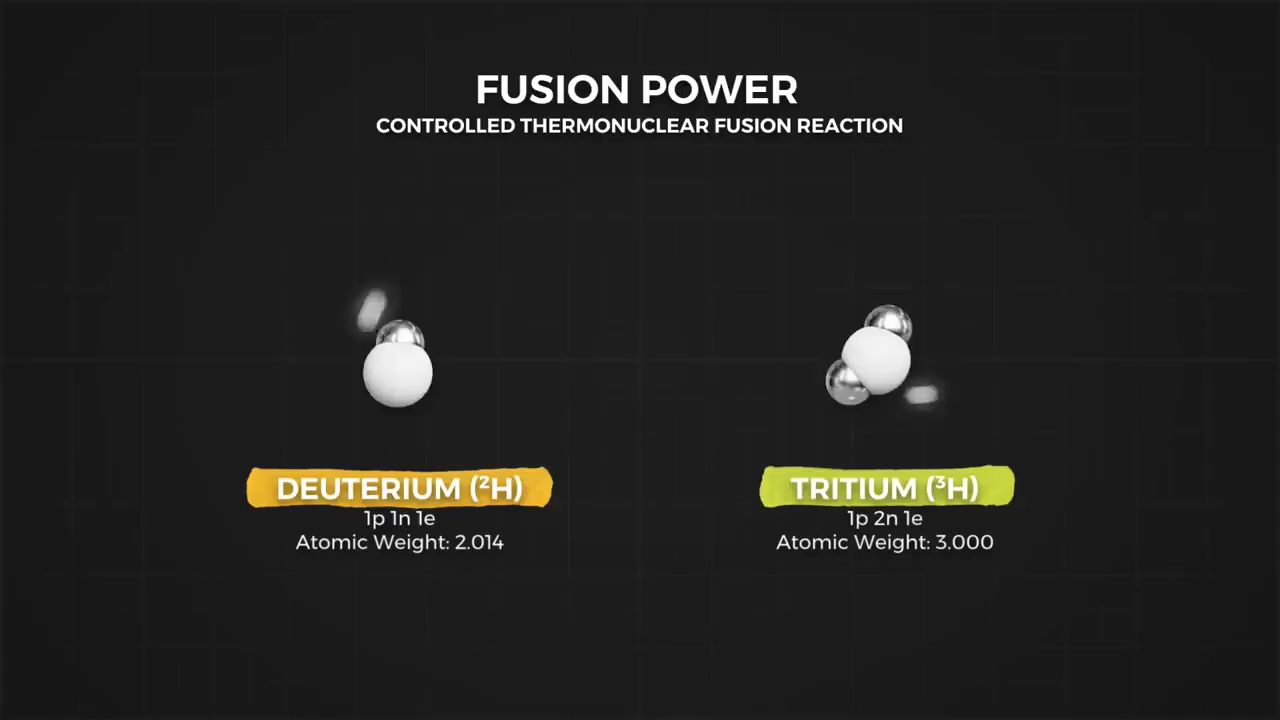 FUSION POWER
CONTROLLED THERMONUCLEAR FUSION REACTION
DEUTERIUM (²H)
1p 1n 1e
Atomic Weight: 2.014
TRITIUM (³H)
1p 2n 1e
Atomic Weight: 3.000